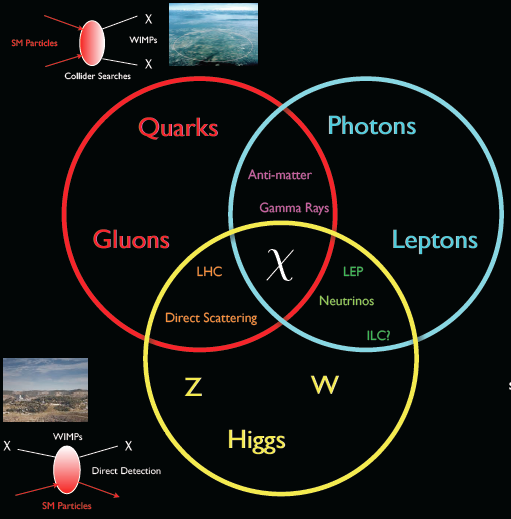 X
SM Particles
WIMPs
X
Collider Searches
Quarks
Photons
Anti-matter
Gamma Rays
Gluons
Leptons
χ
LHC
LEP
Neutrinos
Direct Scattering
ILC?
Z
W
Higgs
WIMPs
X
X
Direct Detection
SM Particles